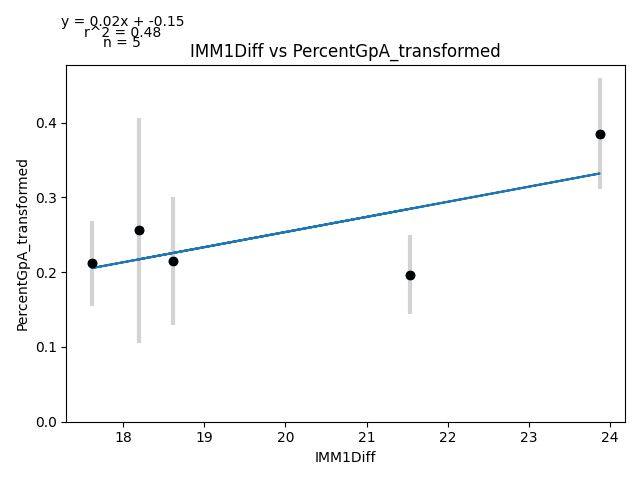 y = 0.02x + -0.15
r^2 = 0.48
n = 5
IMM1Diff vs PercentGpA_transformed
PercentGpA_transformed
0.4
0.3
0.2
0.1
0.0
18 19 20 21 22 23 24
IMM1Diff